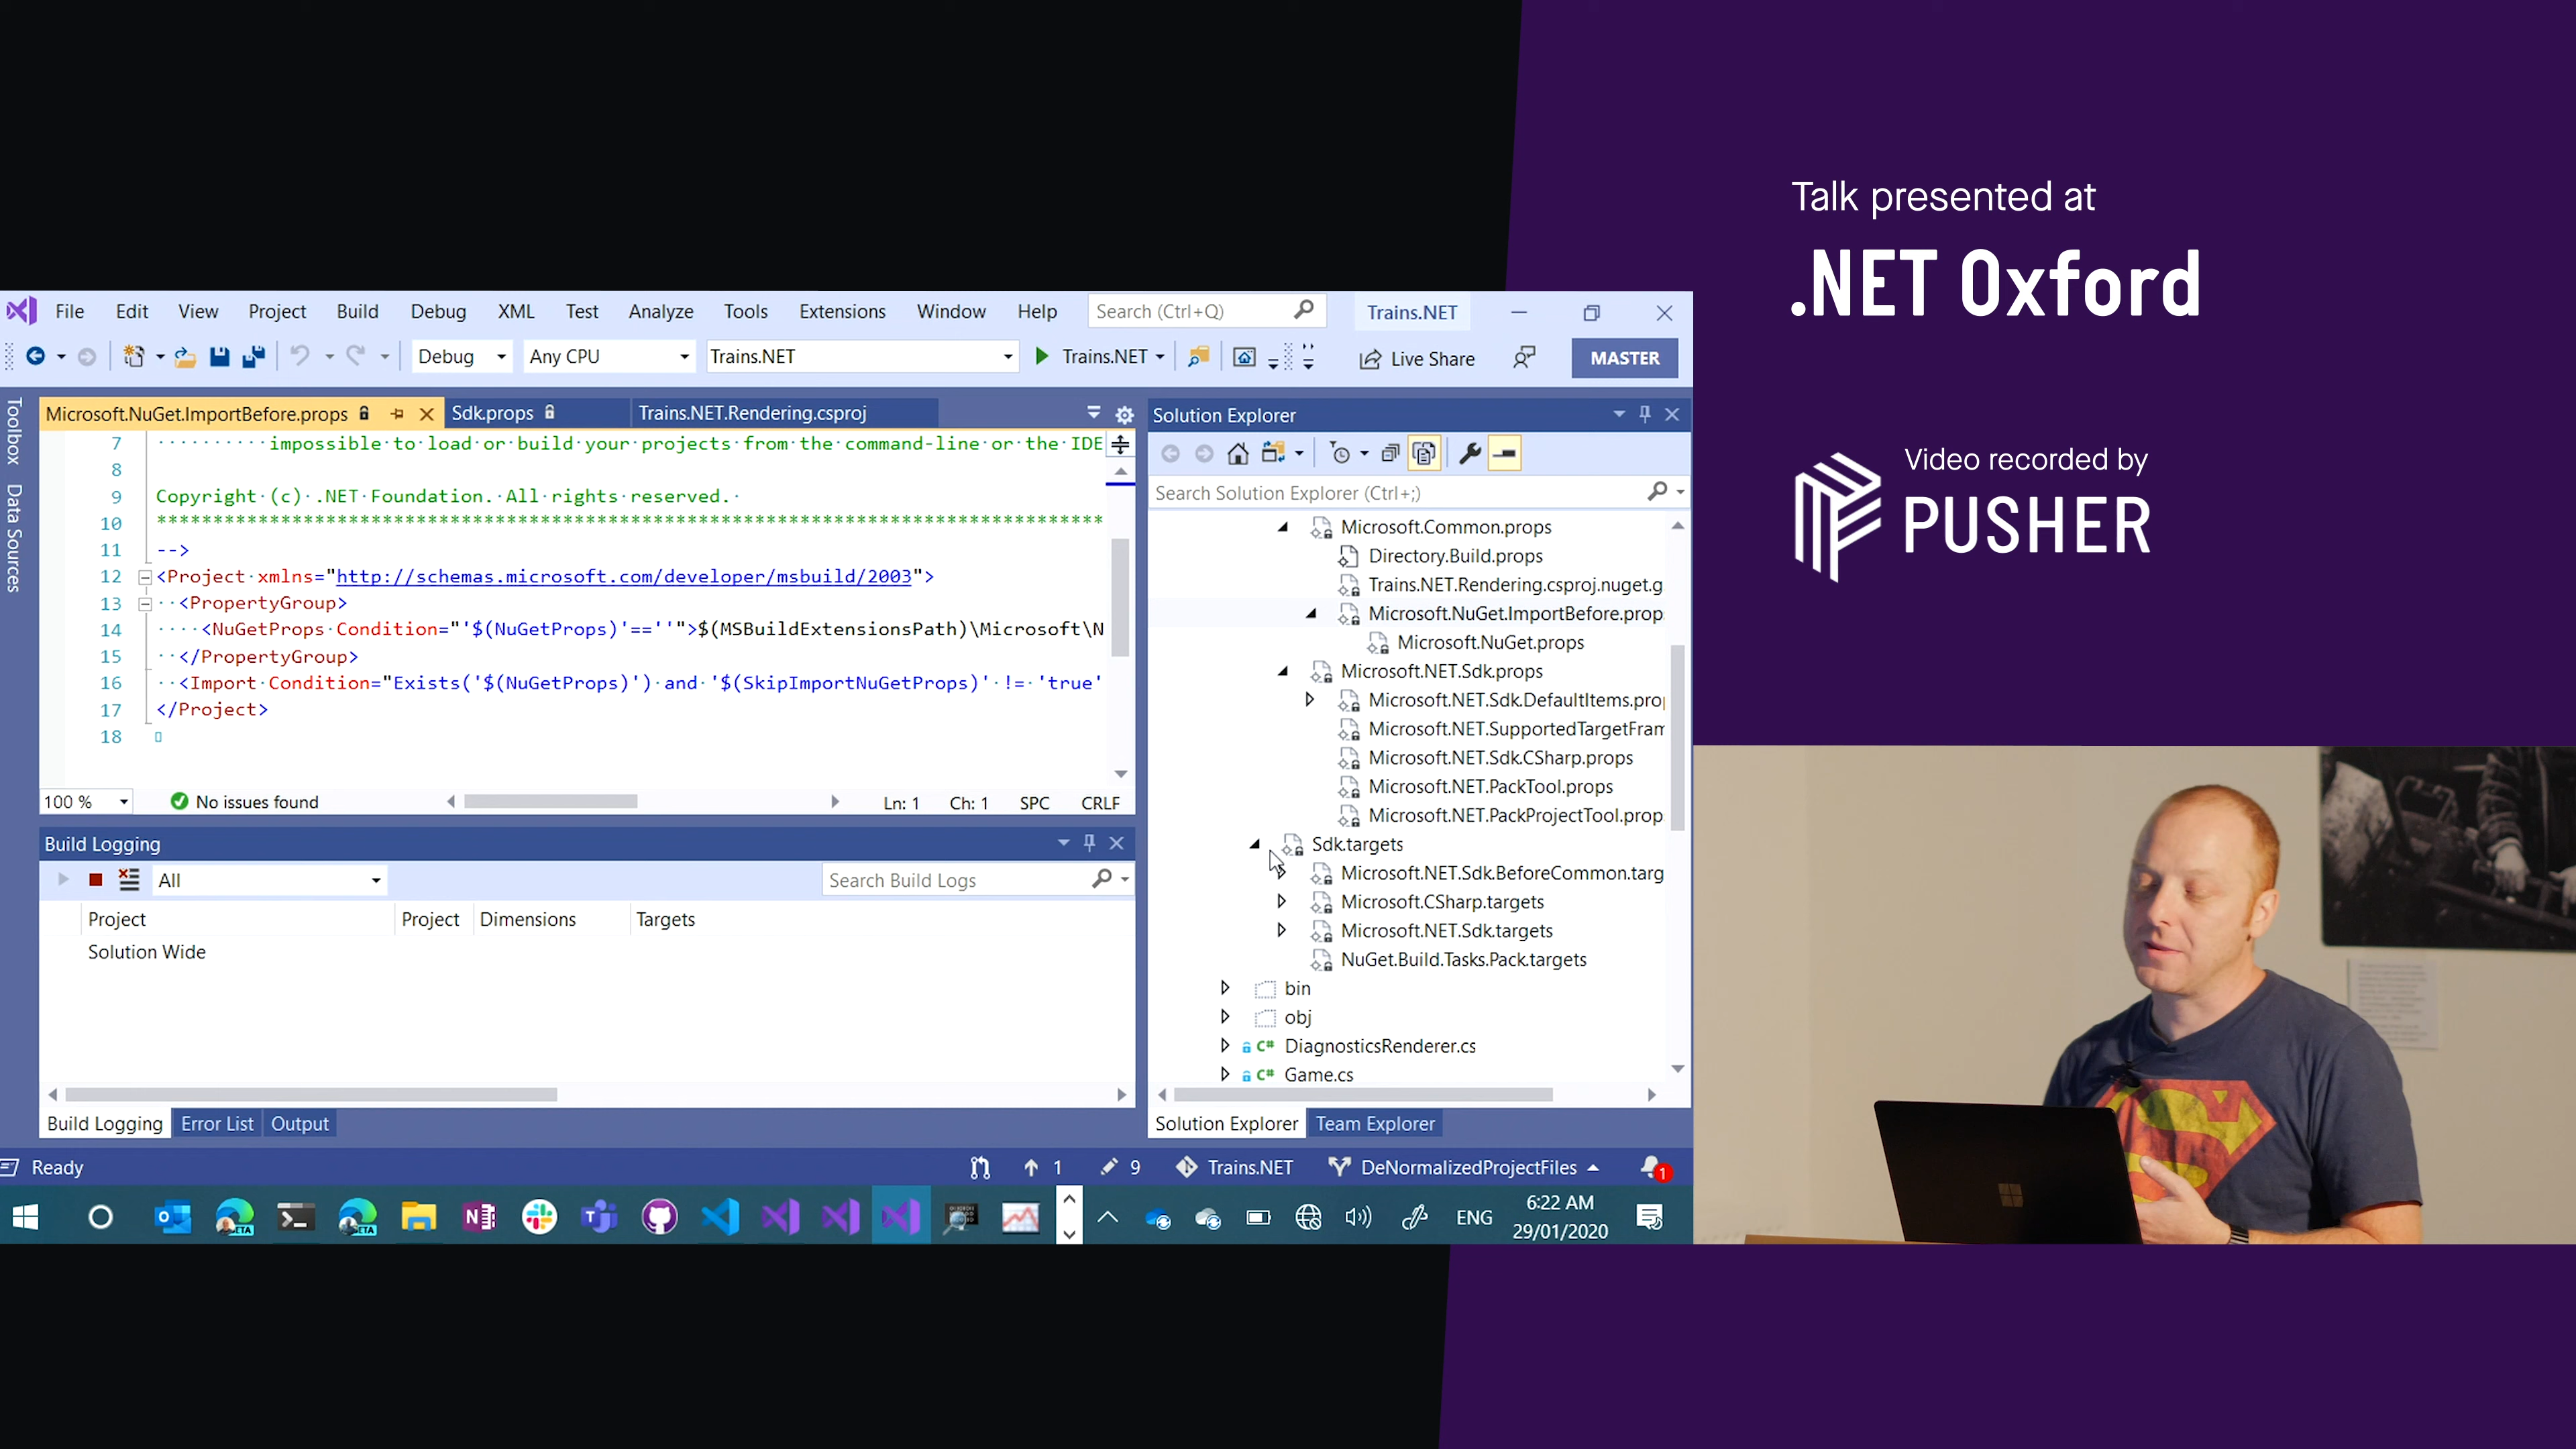 Talk presented at
.NET Oxford
Video recorded by
PUSHER
File Edit View Project Build Debug XML Test Analyze Tools Extensions Window Help Search (Ctrl+Q) Trains.NET
Debug Any CPU Trains.NET Trains.NET Live Share MASTER
Toolbox
Data Sources
Microsoft.NuGet.ImportBefore.props Sdk.props Trains.NET.Rendering.csproj
7 impossible·to·load·or·build·your·projects·from·the·command-line·or·the·IDE
8
9 Copyright·(c)·.NET·Foundation.·All·rights·reserved.·
10 ***********************************************************************************
11 -->
12 <Project·xmlns="http://schemas.microsoft.com/developer/msbuild/2003">
13 ··<PropertyGroup>
14 ····<NuGetProps·Condition="'$(NuGetProps)'==''">$(MSBuildExtensionsPath)\Microsoft\N
15 ··</PropertyGroup>
16 ··<Import·Condition="Exists('$(NuGetProps)')·and·'$(SkipImportNuGetProps)'·!=·'true'
17 </Project>
18
100 % No issues found Ln: 1 Ch: 1 SPC CRLF
Build Logging
All Search Build Logs
Project Project Dimensions Targets
Solution Wide
Build Logging Error List Output
Solution Explorer
Search Solution Explorer (Ctrl+;)
Microsoft.Common.props
Directory.Build.props
Trains.NET.Rendering.csproj.nuget.g
Microsoft.NuGet.ImportBefore.prop
Microsoft.NuGet.props
Microsoft.NET.Sdk.props
Microsoft.NET.Sdk.DefaultItems.pro
Microsoft.NET.SupportedTargetFram
Microsoft.NET.Sdk.CSharp.props
Microsoft.NET.PackTool.props
Microsoft.NET.PackProjectTool.prop
Sdk.targets
Microsoft.NET.Sdk.BeforeCommon.targ
Microsoft.CSharp.targets
Microsoft.NET.Sdk.targets
NuGet.Build.Tasks.Pack.targets
bin
obj
C# DiagnosticsRenderer.cs
C# Game.cs
Solution Explorer Team Explorer
Ready 1 9 Trains.NET DeNormalizedProjectFiles 1
ENG 6:22 AM
29/01/2020